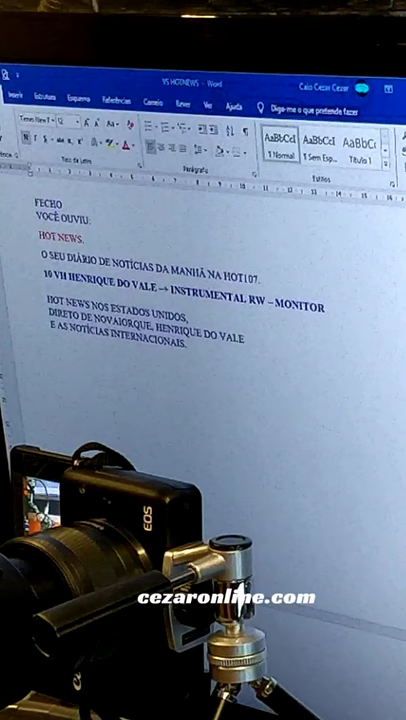 VS HOTNEWS - Word
Caio Cezar Cezar
Inserir Estrutura Esquema Referências Correio Rever Ver Ajuda Diga-me o que pretende fazer
Times New 12
AaBbCcI AaBbCcI AaBbCc
1 Normal 1 Sem Esp... Título 1
Tipo de Letra Parágrafo Estilos
FECHO
VOCÊ OUVIU:
HOT NEWS.
O SEU DIÁRIO DE NOTÍCIAS DA MANHÃ NA HOT107.
10 VH HENRIQUE DO VALE → INSTRUMENTAL RW – MONITOR
HOT NEWS NOS ESTADOS UNIDOS,
DIRETO DE NOVAIORQUE, HENRIQUE DO VALE
E AS NOTÍCIAS INTERNACIONAIS.
EOS
cezaronline.com